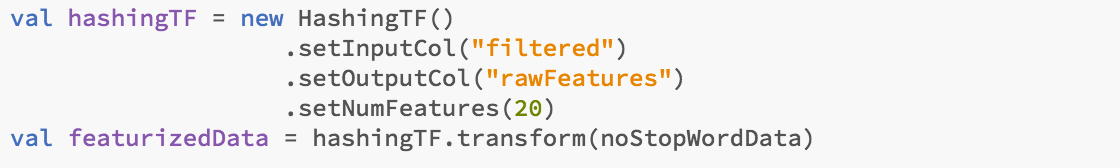 val hashingTF = new HashingTF()
.setInputCol("filtered")
.setOutputCol("rawFeatures")
.setNumFeatures(20)
val featurizedData = hashingTF.transform(noStopWordData)